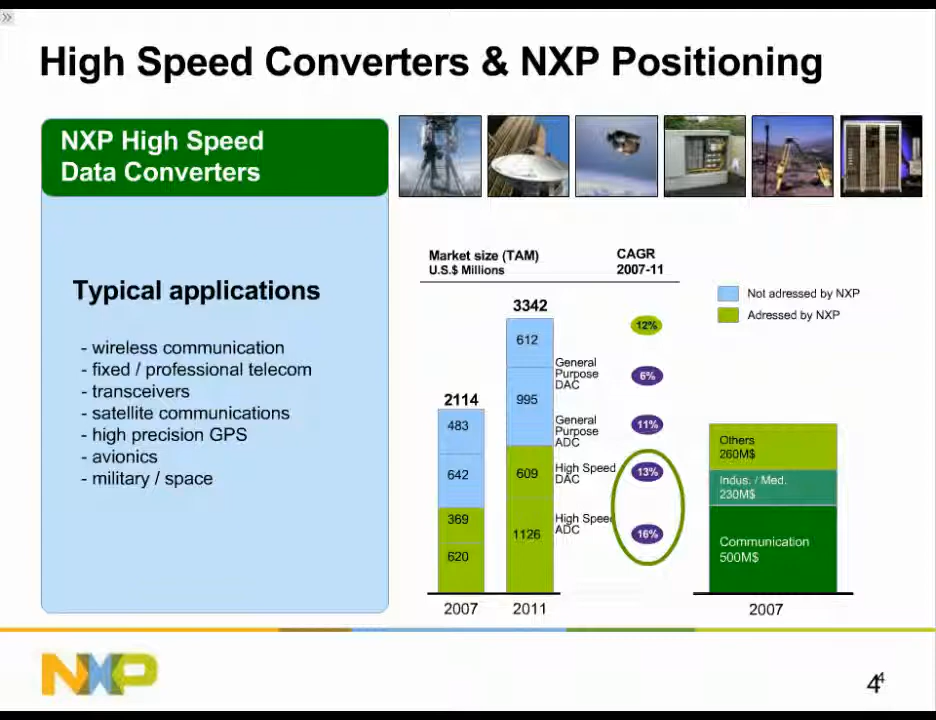 »
High Speed Converters & NXP Positioning
NXP High Speed
Data Converters
Typical applications
- wireless communication
- fixed / professional telecom
- transceivers
- satellite communications
- high precision GPS
- avionics
- military / space
Market size (TAM)
U.S.$ Millions
CAGR
2007-11
Not adressed by NXP
Adressed by NXP
3342
12%
612
General
Purpose
DAC
6%
995
2114
483
General
Purpose
ADC
11%
642
609
High Speed
DAC
13%
369
1126
High Speed
ADC
16%
620
2007
2011
Others
260M$
Indus. / Med.
230M$
Communication
500M$
2007
NXP
4
4